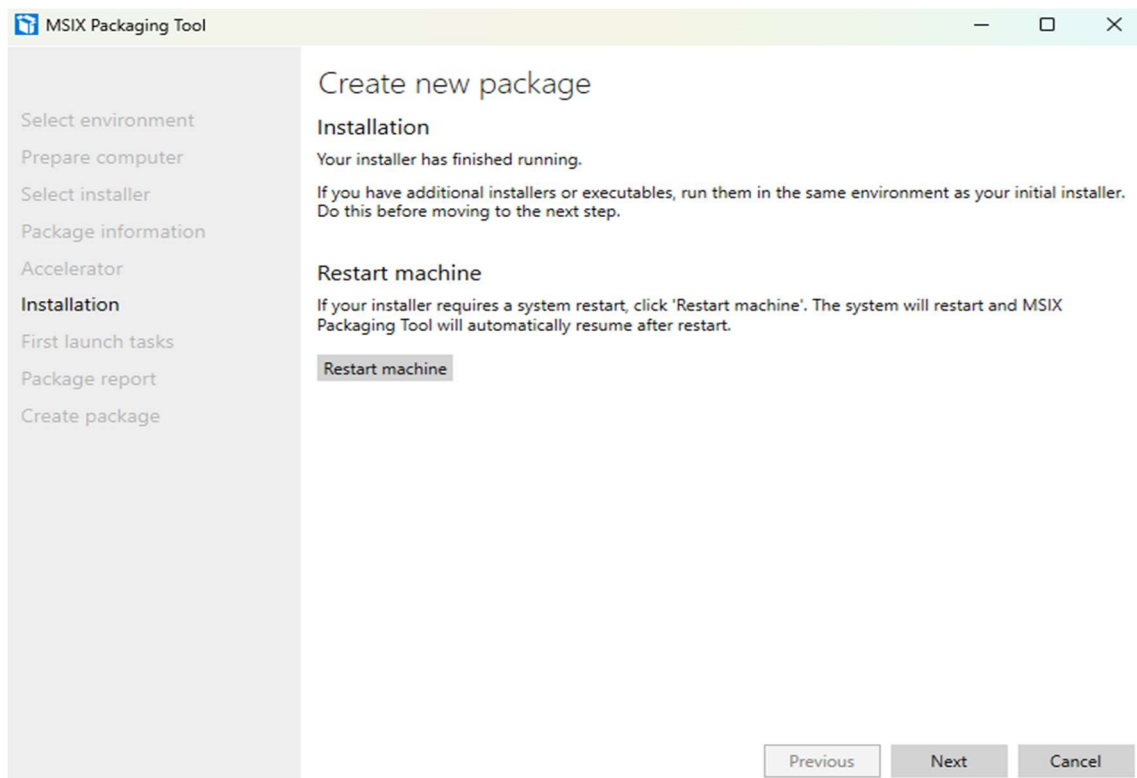 MSIX Packaging Tool
Select environment
Prepare computer
Select installer
Package information
Accelerator
Installation
First launch tasks
Package report
Create package
Create new package
Installation
Your installer has finished running.
If you have additional installers or executables, run them in the same environment as your initial installer.
Do this before moving to the next step.
Restart machine
If your installer requires a system restart, click 'Restart machine'. The system will restart and MSIX
Packaging Tool will automatically resume after restart.
Restart machine
Previous
Next
Cancel